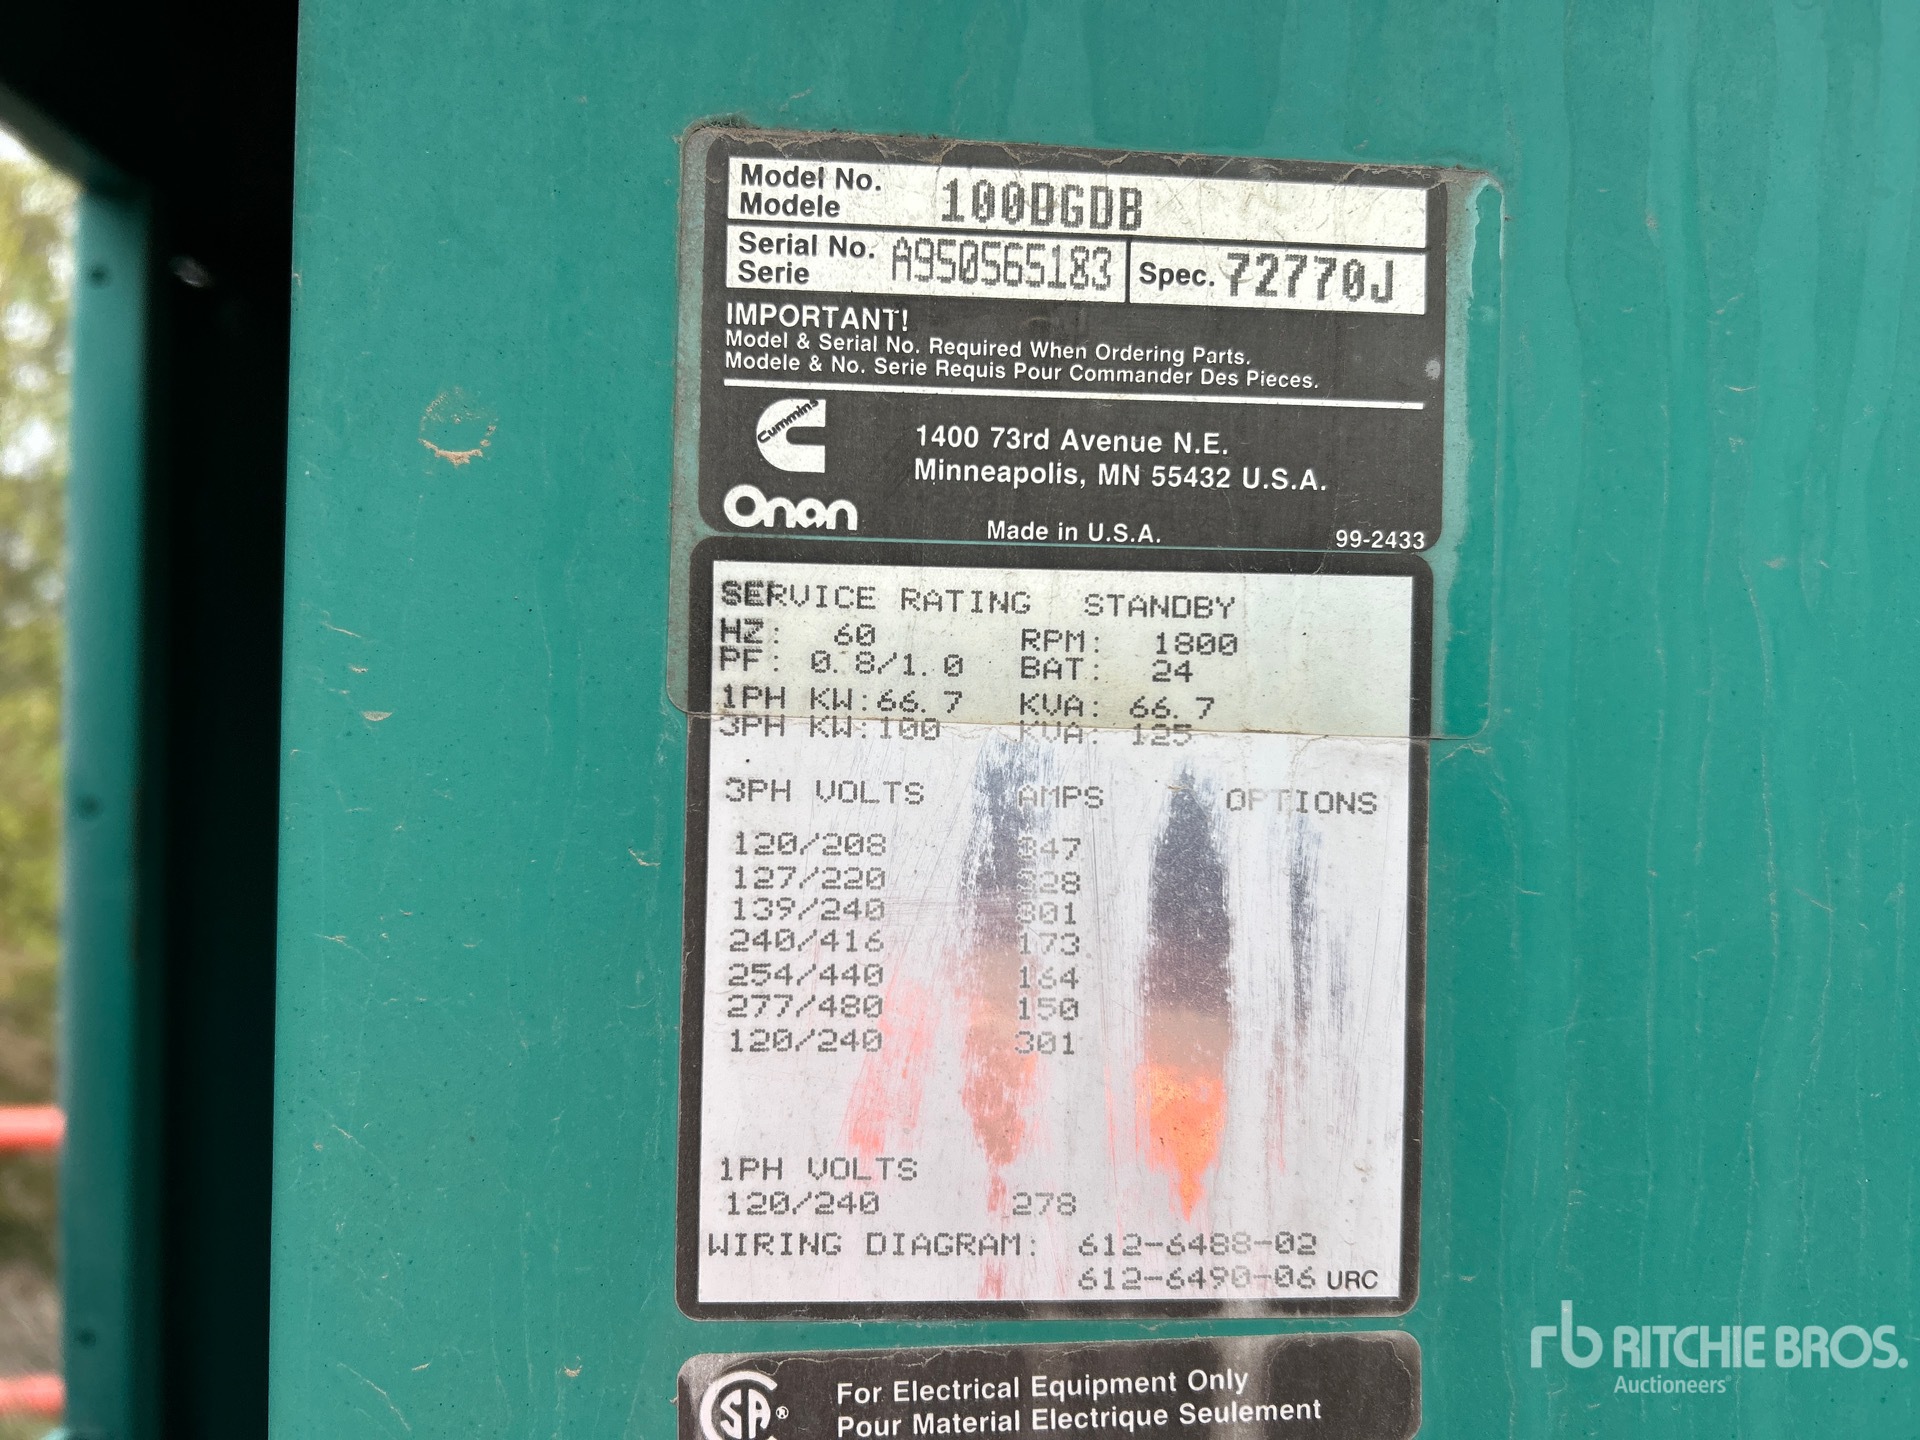 Model No. 100DGDB
Modele
Serial No. A950565183 Spec. 72770J
Serie
IMPORTANT!
Model & Serial No. Required When Ordering Parts.
Modele & No. Serie Requis Pour Commander Des Pieces.
Cummins
Onan
1400 73rd Avenue N.E.
Minneapolis, MN 55432 U.S.A.
Made in U.S.A. 99-2433
SERVICE RATING STANDBY
HZ: 60 RPM: 1800
PF: 0.8/1.0 BAT: 24
1PH KW:66.7 KVA: 66.7
3PH KW:100 KVA: 125
3PH VOLTS AMPS OPTIONS
120/208 347
127/220 328
139/240 301
240/416 173
254/440 164
277/480 150
120/240 301
1PH VOLTS
120/240 278
WIRING DIAGRAM: 612-6488-02
612-6490-06 URC
SA® For Electrical Equipment Only
Pour Material Electrique Seulement
rb RITCHIE BROS.
Auctioneers®